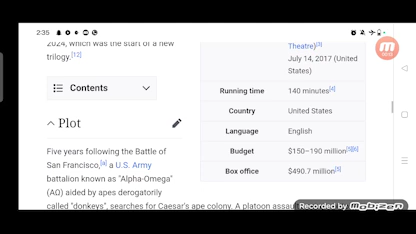 2:35
2024, which was the start of a new
trilogy.[12]
Contents
Plot
Five years following the Battle of
San Francisco,[a] a U.S. Army
battalion known as "Alpha-Omega"
(AΩ) aided by apes derogatorily
called "donkeys", searches for Caesar's ape colony. A platoon assau
Theatre)[3]
July 14, 2017 (United
States)
Running time 140 minutes[4]
Country United States
Language English
Budget $150–190 million[5][6]
Box office $490.7 million[5]
Recorded by Mobizen